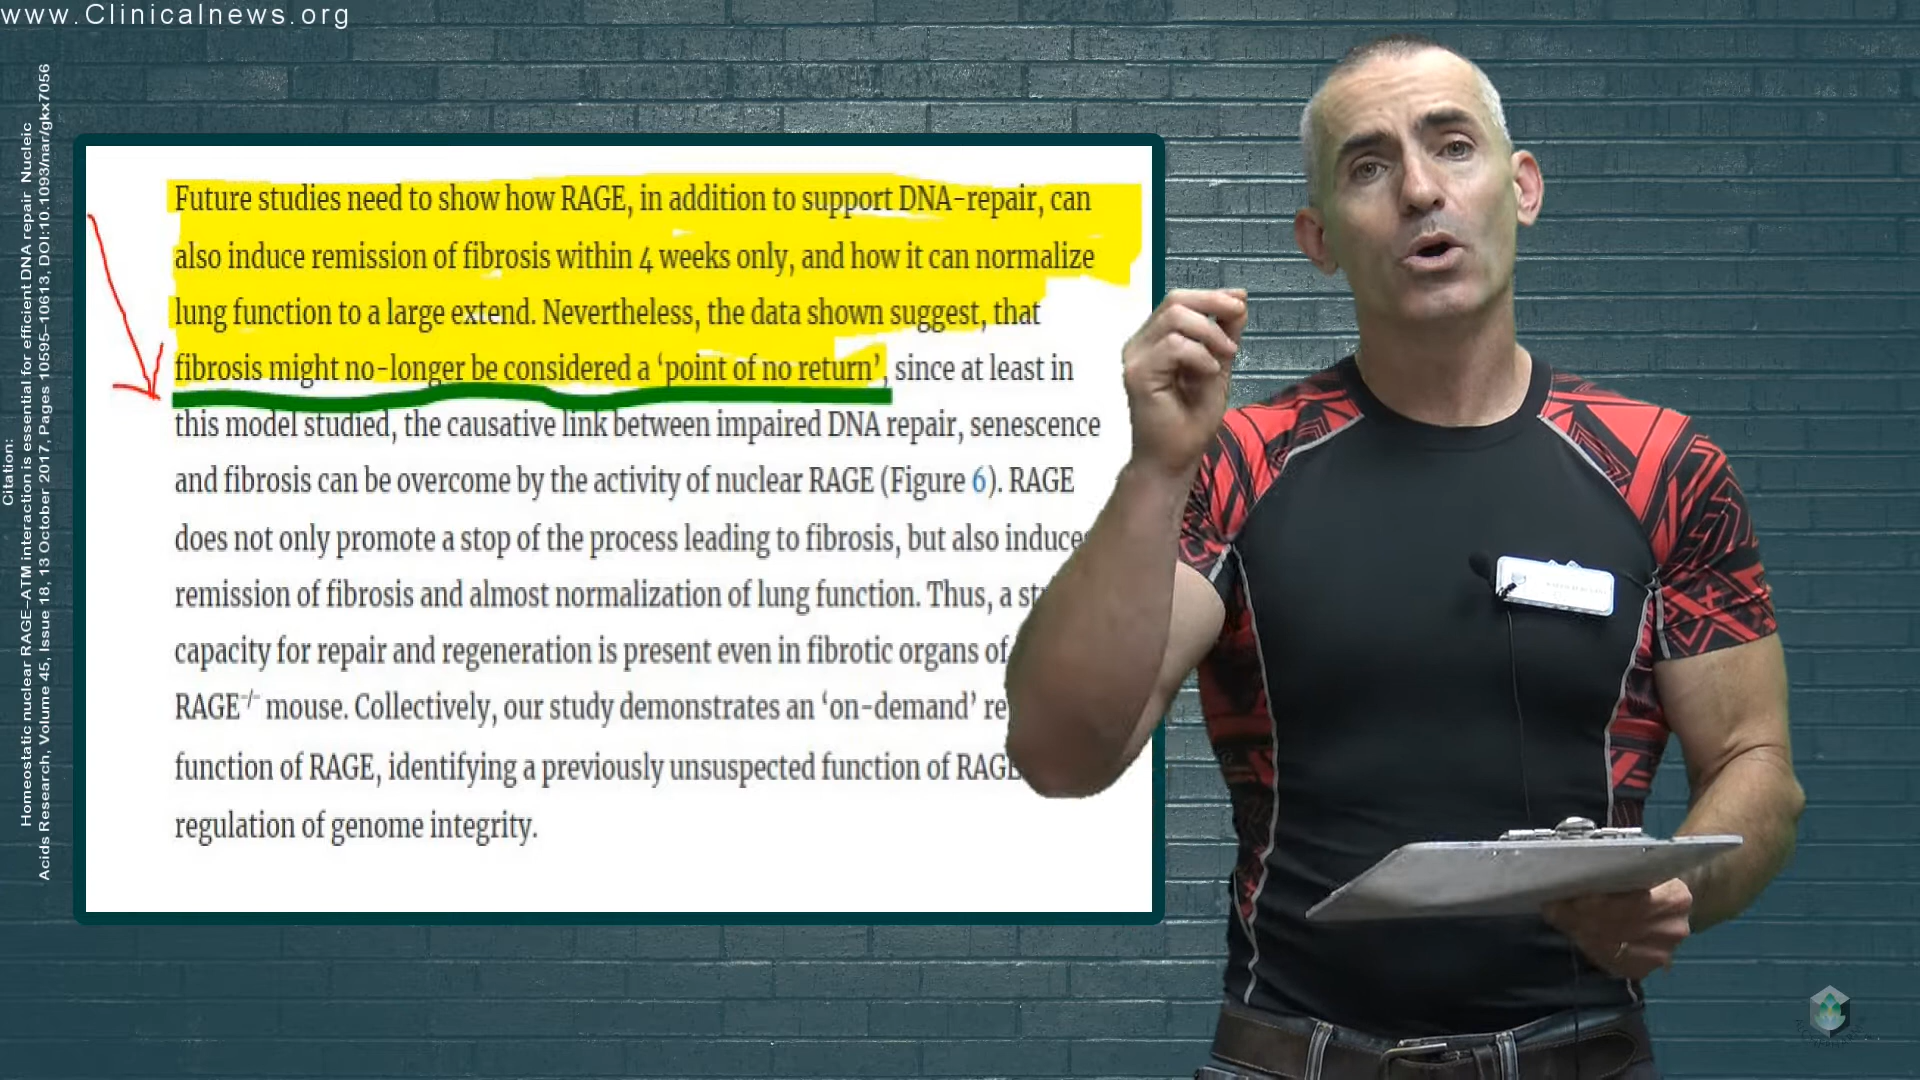 www.Clinicalnews.org
Citation:
Homeostatic nuclear RAGE–ATM interaction is essential for efficient DNA repair Nucleic
Acids Research, Volume 45, Issue 18, 13 October 2017, Pages 10595–10613, DOI:10.1093/nar/gkx7056
Future studies need to show how RAGE, in addition to support DNA-repair, can
also induce remission of fibrosis within 4 weeks only, and how it can normalize
lung function to a large extend. Nevertheless, the data shown suggest, that
fibrosis might no-longer be considered a ‘point of no return’, since at least in
this model studied, the causative link between impaired DNA repair, senescence
and fibrosis can be overcome by the activity of nuclear RAGE (Figure 6). RAGE
does not only promote a stop of the process leading to fibrosis, but also induces
remission of fibrosis and almost normalization of lung function. Thus, a
capacity for repair and regeneration is present even in fibrotic organs of
RAGE-/- mouse. Collectively, our study demonstrates an ‘on-demand’
function of RAGE, identifying a previously unsuspected function of RAGE
regulation of genome integrity.